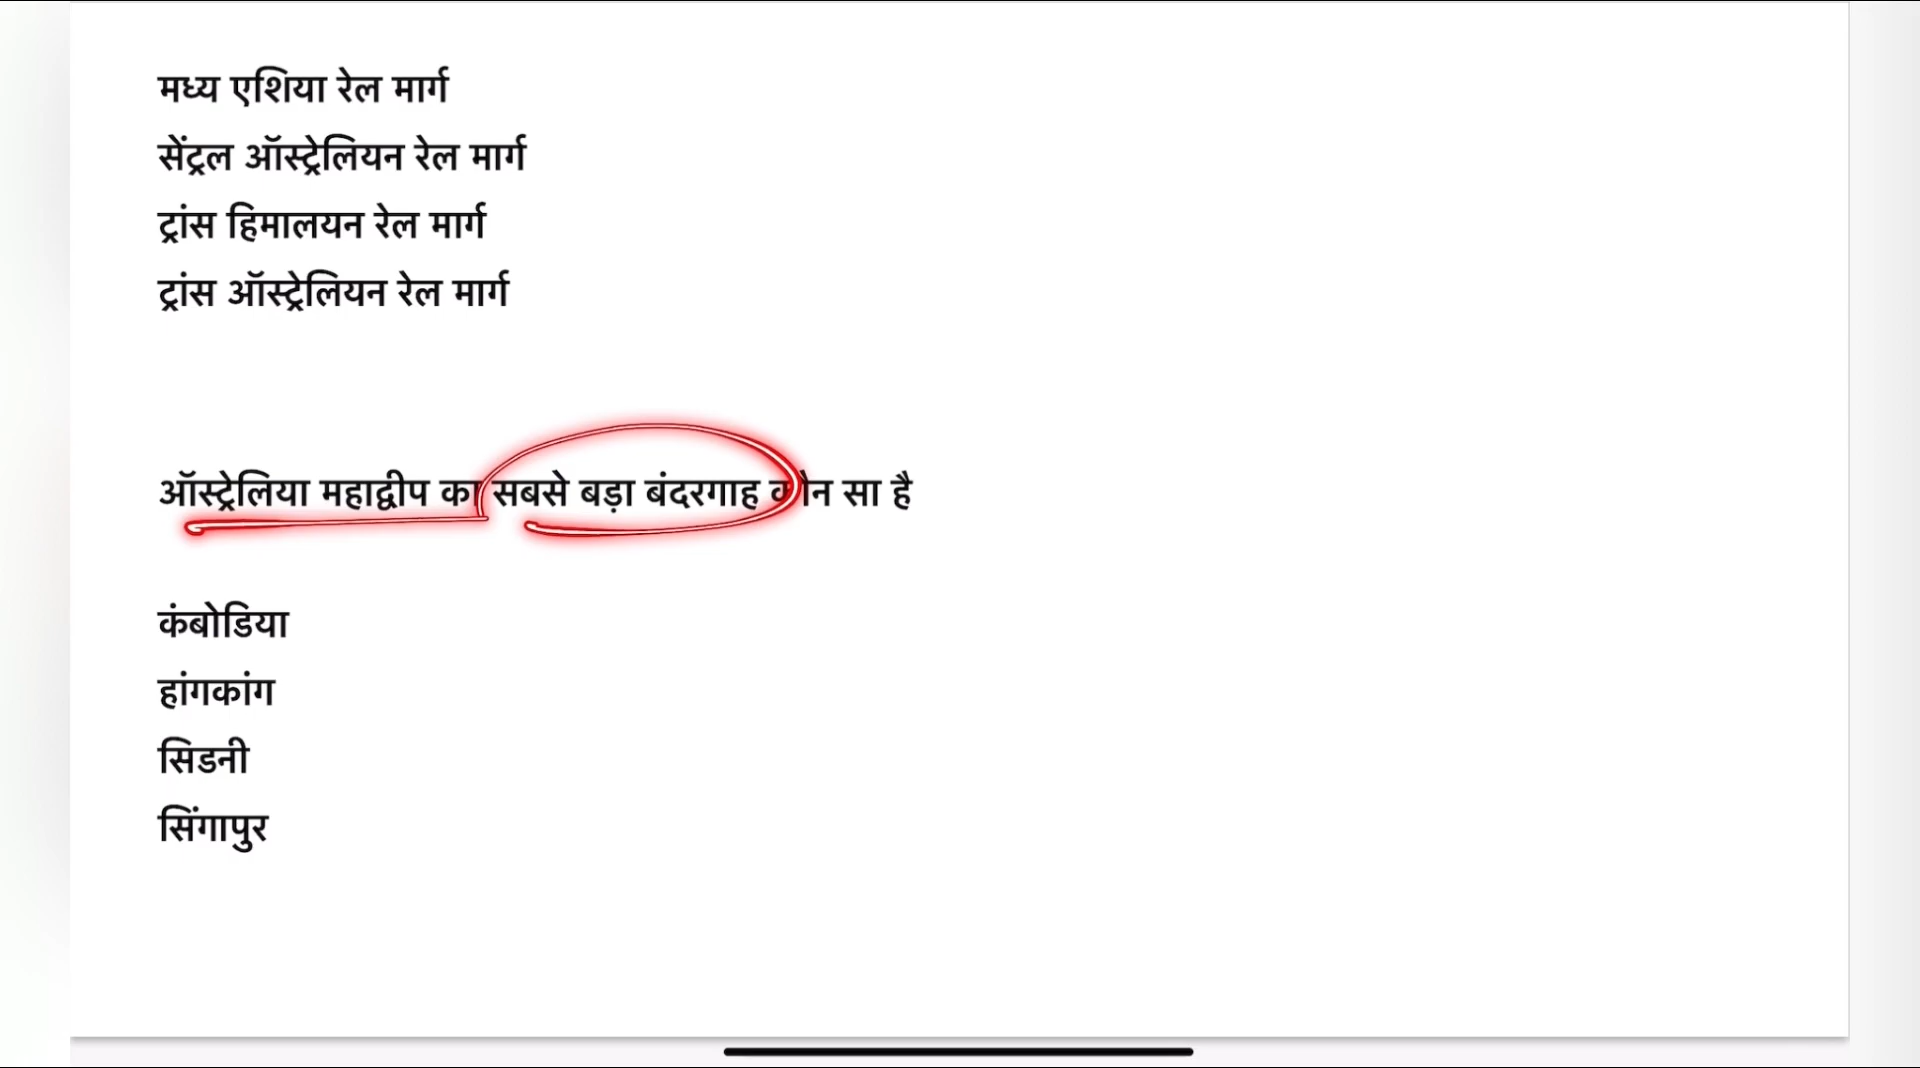 मध्य एशिया रेल मार्ग
सेंट्रल ऑस्ट्रेलियन रेल मार्ग
ट्रांस हिमालयन रेल मार्ग
ट्रांस ऑस्ट्रेलियन रेल मार्ग
ऑस्ट्रेलिया महाद्वीप का सबसे बड़ा बंदरगाह कौन सा है
कंबोडिया
हांगकांग
सिडनी
सिंगापुर